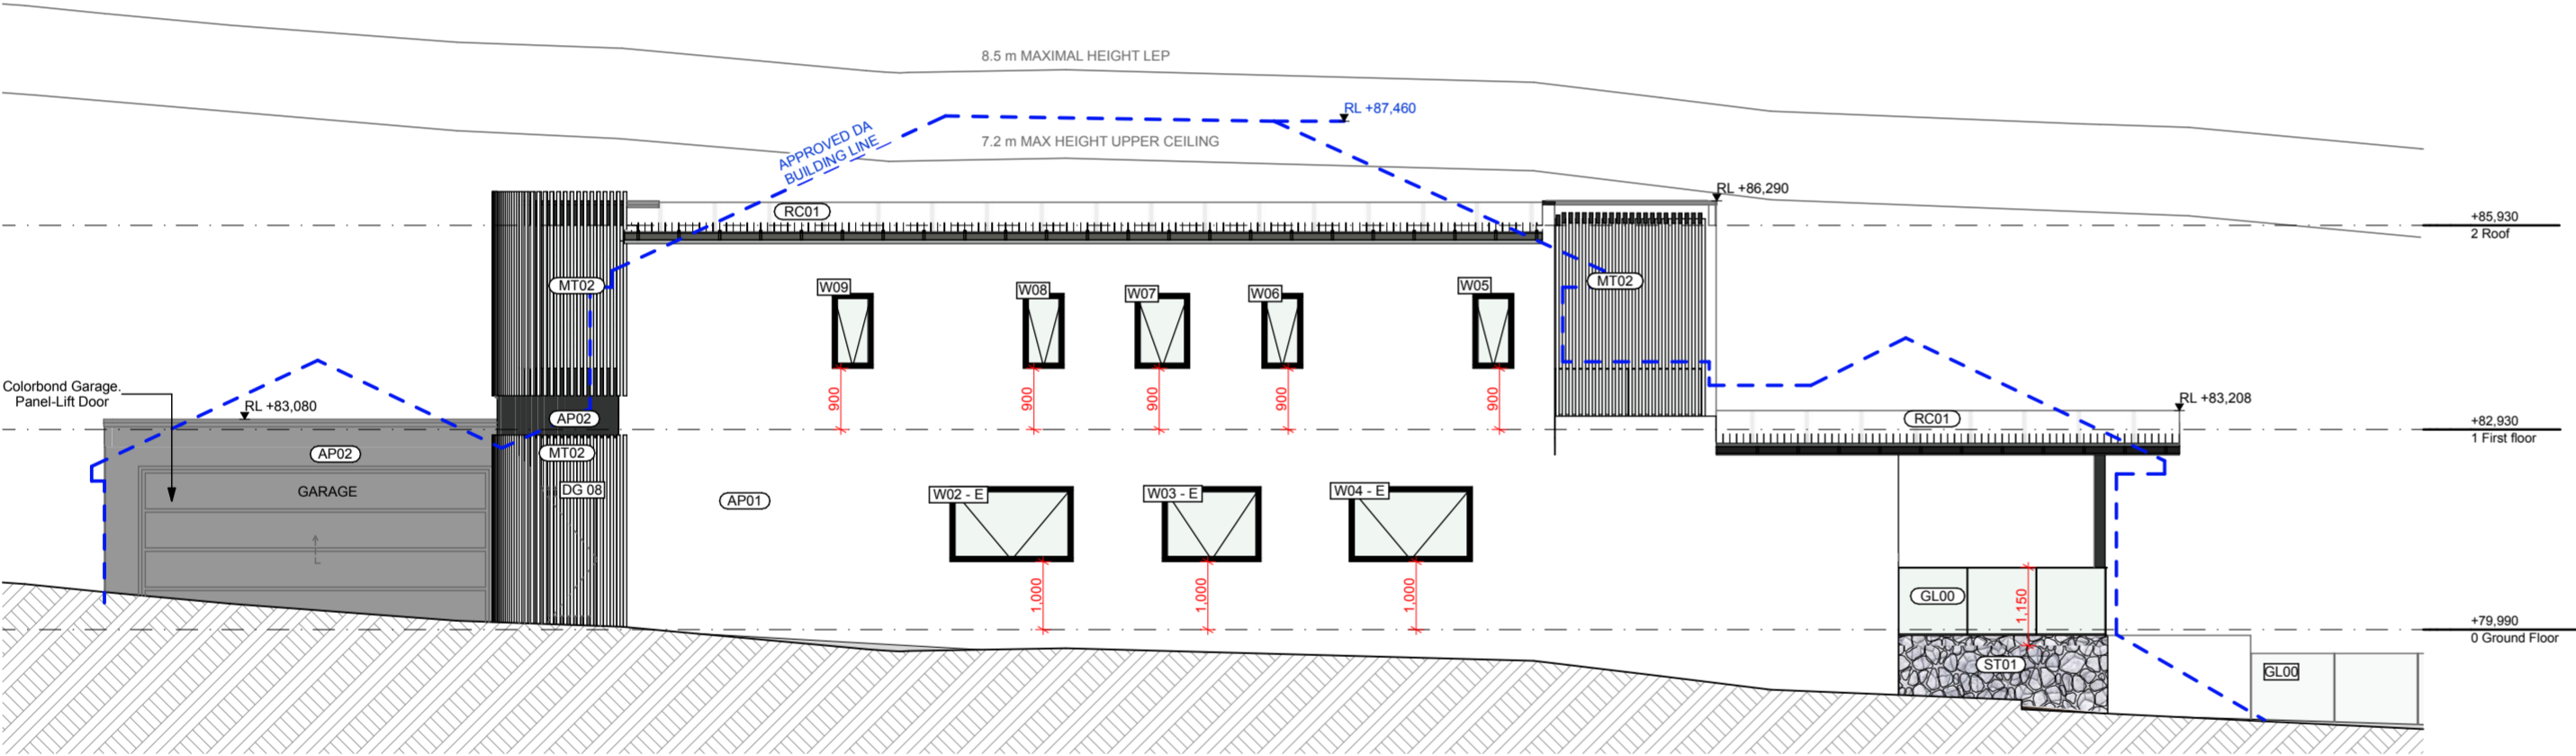 8.5 m MAXIMAL HEIGHT LEP
RL +87,460
APPROVED DA
BUILDING LINE
7.2 m MAX HEIGHT UPPER CEILING
RL +86,290
RC01
+85,930
2 Roof
MT02
MT02
W09
W08
W07
W06
W05
900
900
900
900
900
Colorbond Garage.
Panel-Lift Door
RL +83,080
RL +83,208
AP02
RC01
+82,930
1 First floor
AP02
MT02
GARAGE
DG 08
AP01
W02 - E
W03 - E
W04 - E
1,000
1,000
1,000
GL00
1,150
+79,990
0 Ground Floor
ST01
GL00